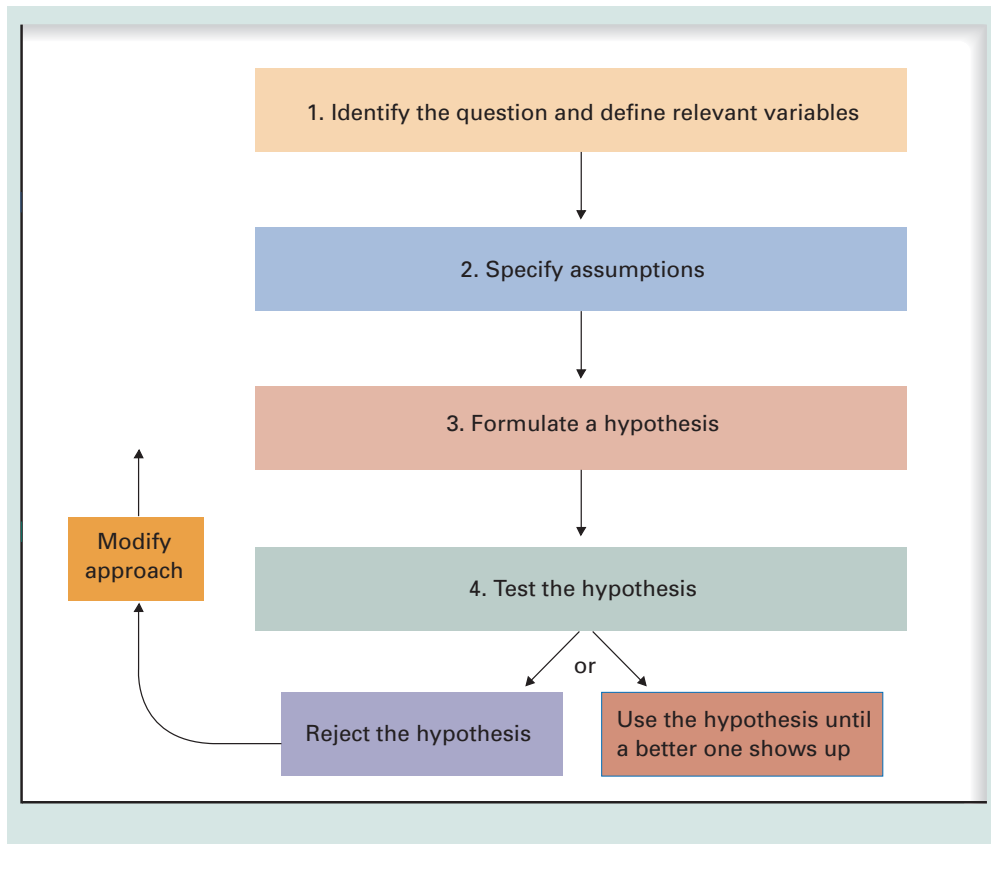 1. Identify the question and define relevant variables
2. Specify assumptions
3. Formulate a hypothesis
Modify
approach
4. Test the hypothesis
or
Reject the hypothesis
Use the hypothesis until
a better one shows up